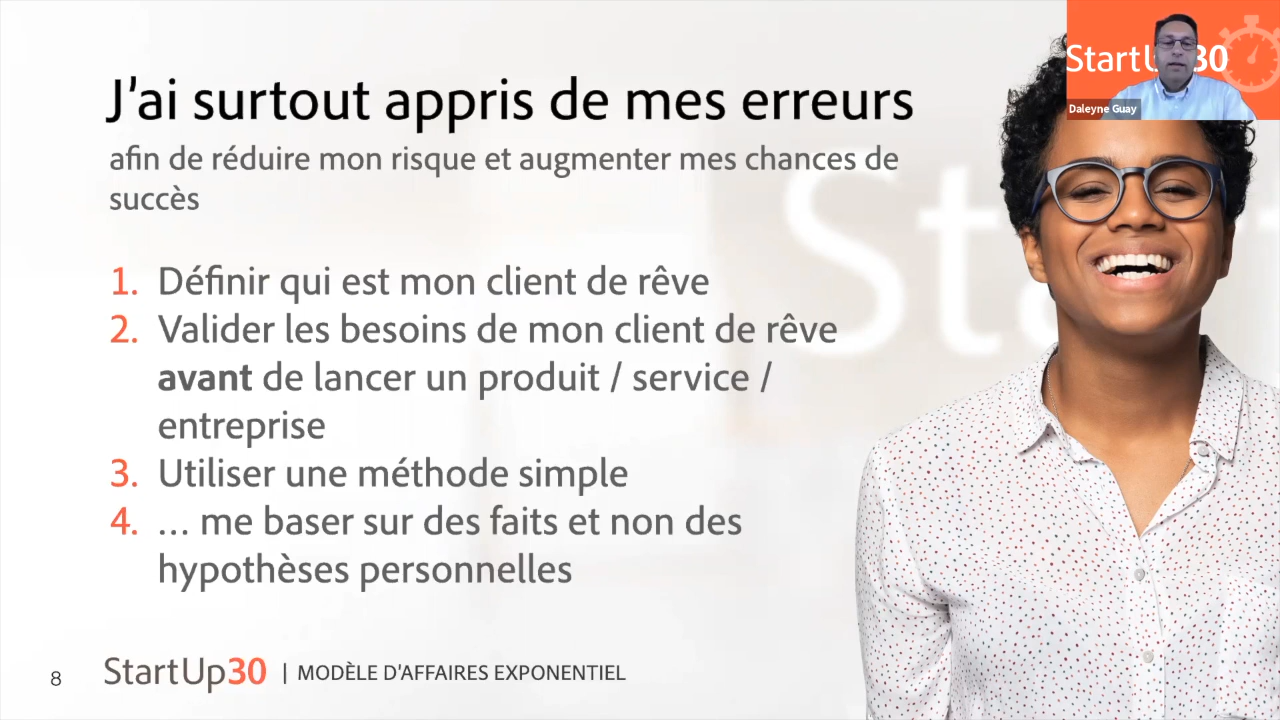 J'ai surtout appris de mes erreurs
afin de réduire mon risque et augmenter mes chances de
succès
1. Définir qui est mon client de rêve
2. Valider les besoins de mon client de rêve
avant de lancer un produit / service /
entreprise
3. Utiliser une méthode simple
4. … me baser sur des faits et non des
hypothèses personnelles
8
StartUp30 | MODÈLE D'AFFAIRES EXPONENTIEL
StartUp30
Daleyne Guay
Sta